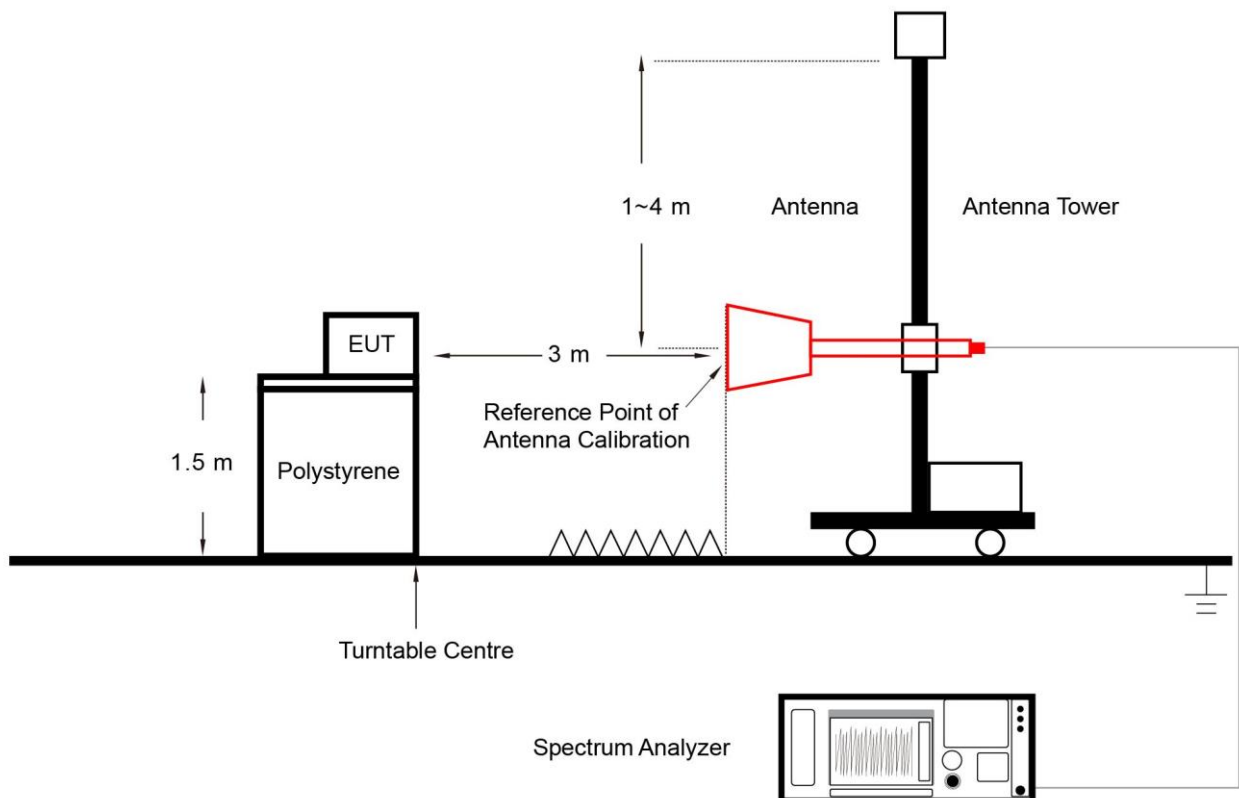 1~4 m
Antenna
Antenna Tower
EUT
3 m
Reference Point of
Antenna Calibration
1.5 m
Polystyrene
Turntable Centre
Spectrum Analyzer